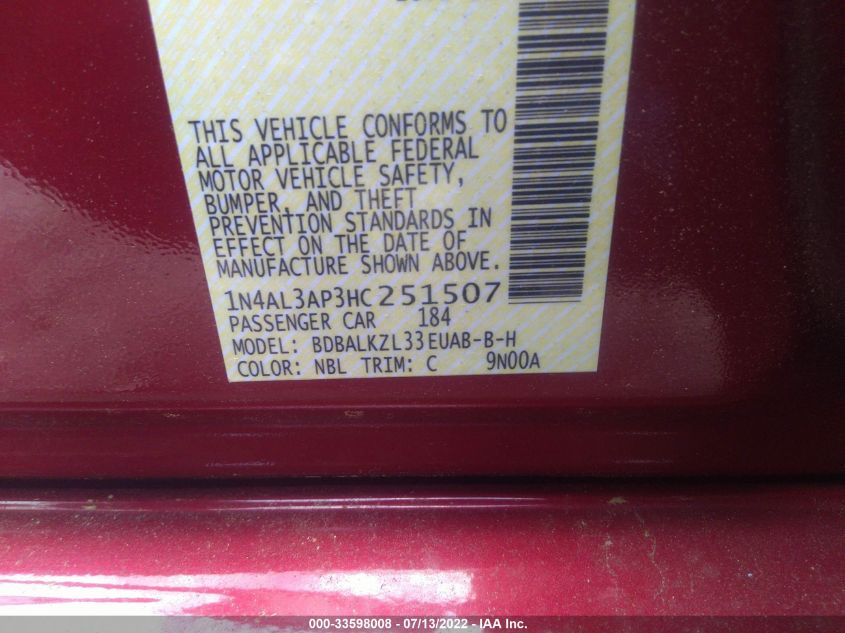 THIS VEHICLE CONFORMS TO
ALL APPLICABLE FEDERAL
MOTOR VEHICLE SAFETY,
BUMPER, AND THEFT
PREVENTION STANDARDS IN
EFFECT ON THE DATE OF
MANUFACTURE SHOWN ABOVE.
1N4AL3AP3HC251507
PASSENGER CAR 184
MODEL: BDBALKZL33EUAB-B-H
COLOR: NBL TRIM: C 9N00A
000-33598008 - 07/13/2022 - IAA Inc.